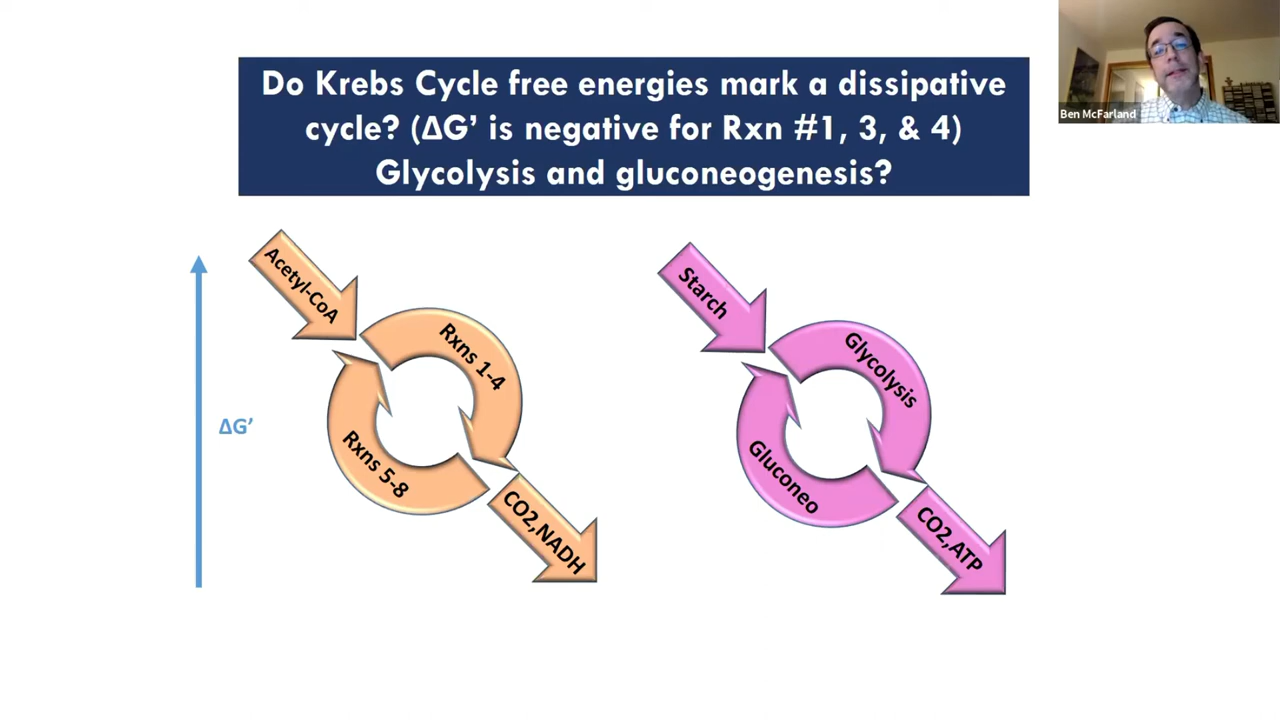 Do Krebs Cycle free energies mark a dissipative
cycle? (ΔG’ is negative for Rxn #1, 3, & 4)
Glycolysis and gluconeogenesis?
Ben McFarland
Acetyl-CoA
Rxns 1-4
Rxns 5-8
CO2,NADH
ΔG’
Starch
Glycolysis
Gluconeo
CO2,ATP